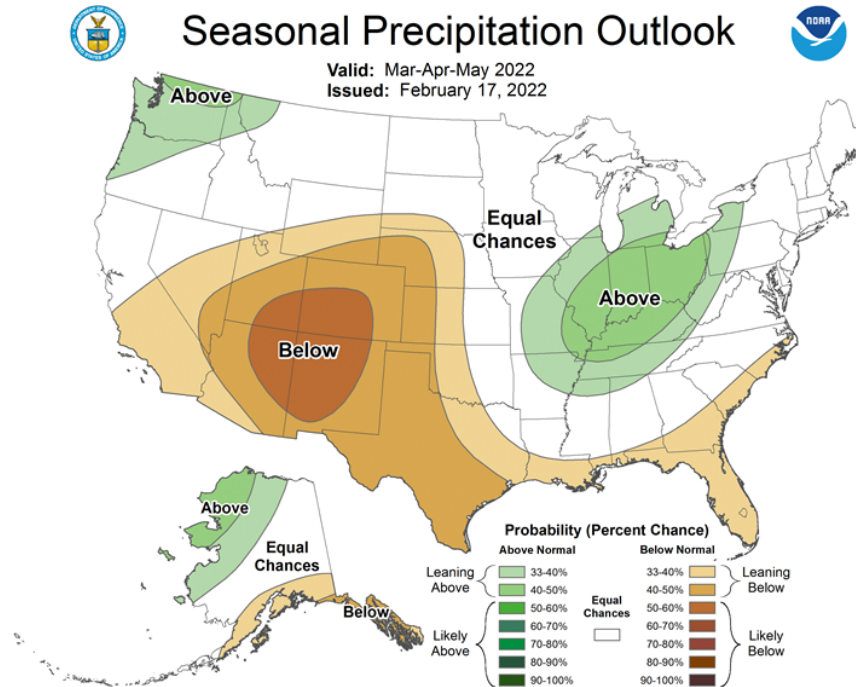 Seasonal Precipitation Outlook
NOAA
Valid: Mar-Apr-May 2022
Issued: February 17, 2022
Above
Equal
Chances
Above
Below
Above
Equal
Chances
Below
Probability (Percent Chance)
Above Normal
Below Normal
Leaning
Above
33-40%
40-50%
Likely
Above
50-60%
60-70%
70-80%
80-90%
90-100%
Equal
Chances
33-40%
40-50%
Leaning
Below
50-60%
60-70%
70-80%
80-90%
90-100%
Likely
Below